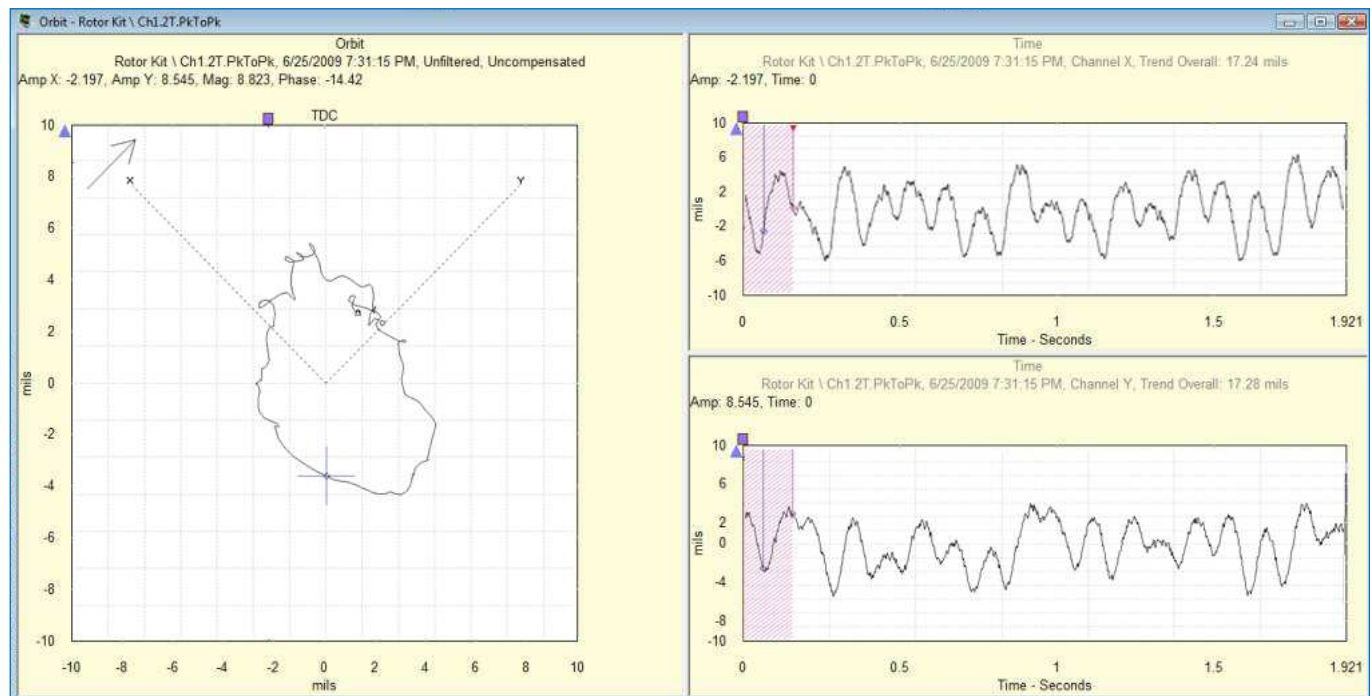 Orbit - Rotor Kit \ Ch1.2T.PkToPk
Orbit
Rotor Kit \ Ch1.2T.PkToPk, 6/25/2009 7:31:15 PM, Unfiltered, Uncompensated
Amp X: -2.197, Amp Y: 8.545, Mag: 8.823, Phase: -14.42
TDC
10
8
6
4
2
0
-2
-4
-6
-8
-10
mils
X
Y
-10 -8 -6 -4 -2 0 2 4 6 8 10
mils
Time
Rotor Kit \ Ch1.2T.PkToPk, 6/25/2009 7:31:15 PM, Channel X, Trend Overall: 17.24 mils
Amp: -2.197, Time: 0
10
6
2
-2
-6
-10
mils
0 0.5 1 1.5 1.921
Time - Seconds
Time
Rotor Kit \ Ch1.2T.PkToPk, 6/25/2009 7:31:15 PM, Channel Y, Trend Overall: 17.28 mils
Amp: 8.545, Time: 0
10
6
2
0
-4
-8
-10
mils
0 0.5 1 1.5 1.921
Time - Seconds